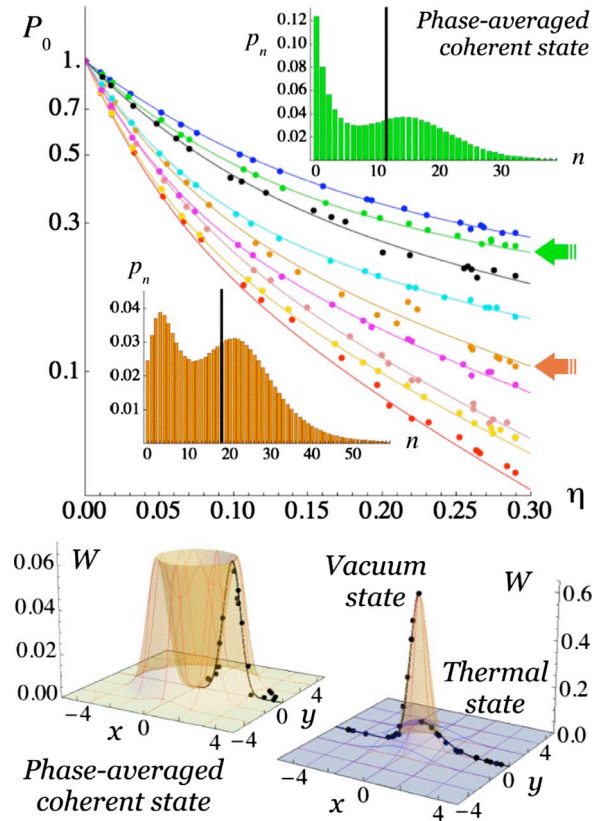 P0
1.
0.7
0.5
0.3
0.1
0.00
0.05
0.10
0.15
0.20
0.25
0.30
η
pn
0.12
0.10
0.08
0.06
0.04
0.02
0
10
20
30
n
Phase-averaged
coherent state
pn
0.04
0.03
0.02
0.01
0
10
20
30
40
50
n
0.06
0.04
0.02
0.00
W
−4
0
4
x
−4
0
4
y
Phase-averaged
coherent state
Vacuum
state
Thermal
state
W
0.6
0.4
0.2
0.0
−4
0
4
x
−4
0
4
y